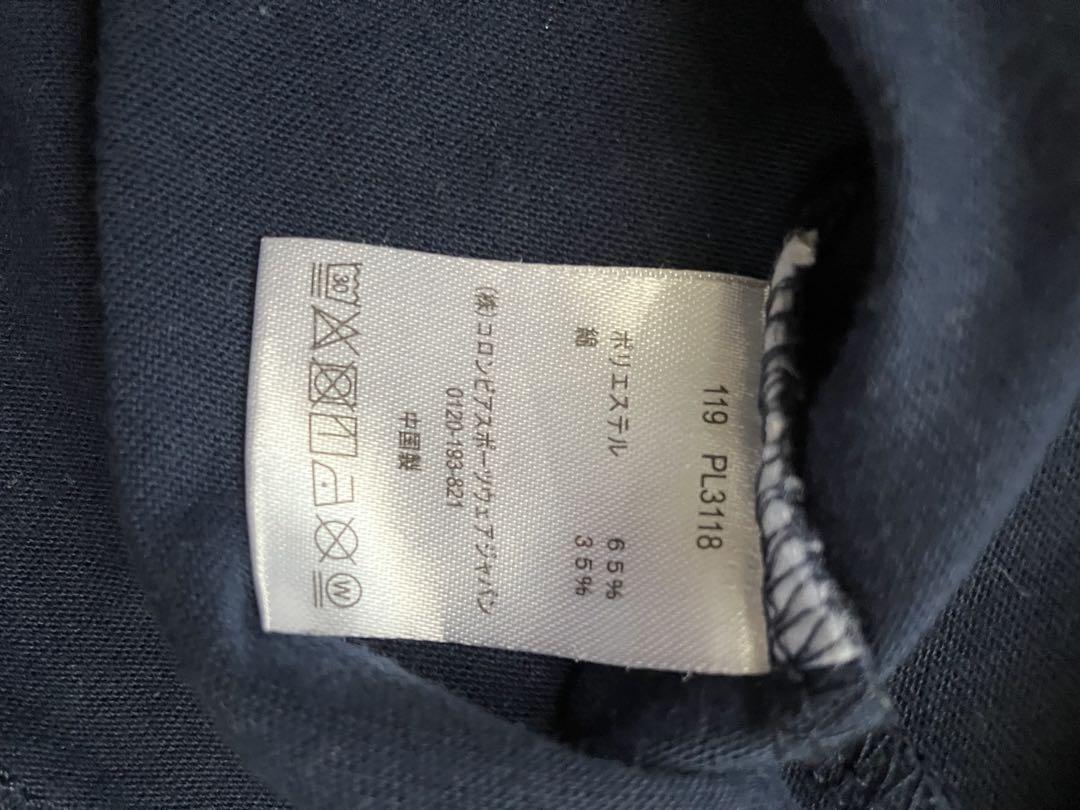 119 PL3118
ポリエステル 65%
綿 35%
(株)コロンビアスポーツウェアジャパン
0120-193-821
中国製
30
W